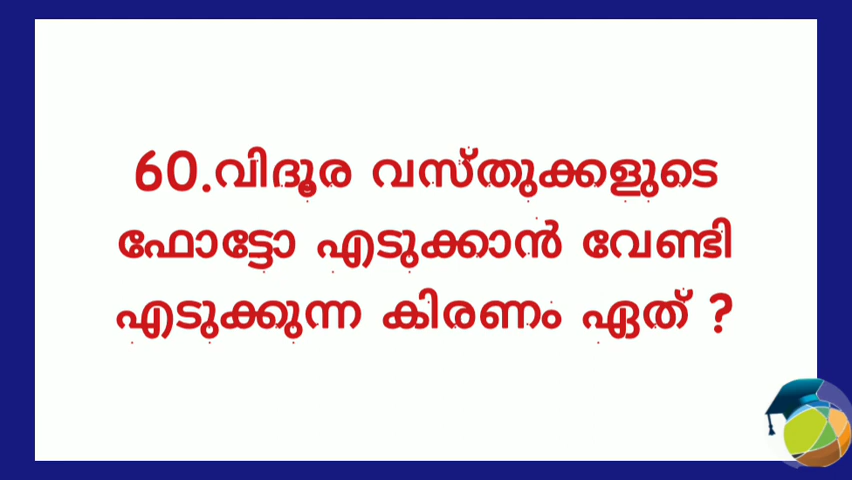 60.വിദൂര വസ്തുക്കളുടെ
ഫോട്ടോ എടുക്കാൻ വേണ്ടി
എടുക്കുന്ന കിരണം ഏത് ?